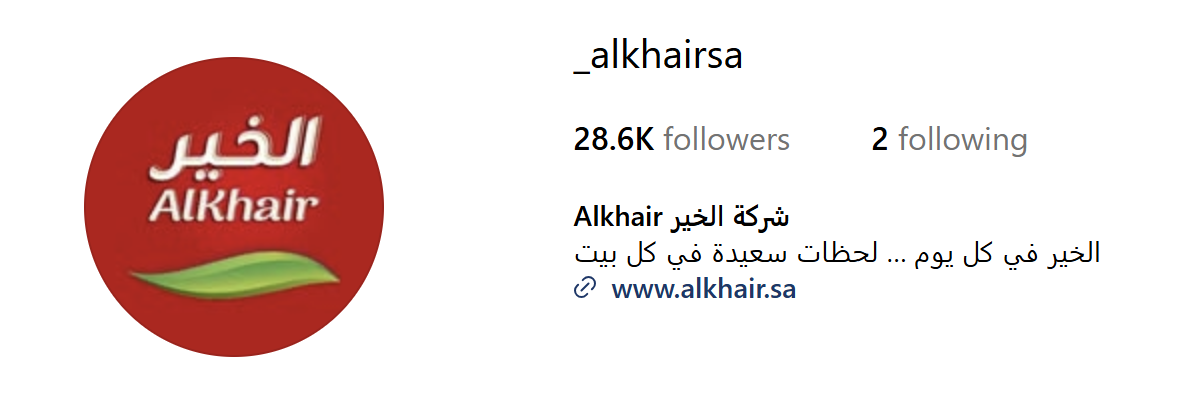 الخير
AlKhair
_alkhairsa
28.6K followers 2 following
Alkhair شركة الخير
الخير في كل يوم ... لحظات سعيدة في كل بيت
www.alkhair.sa